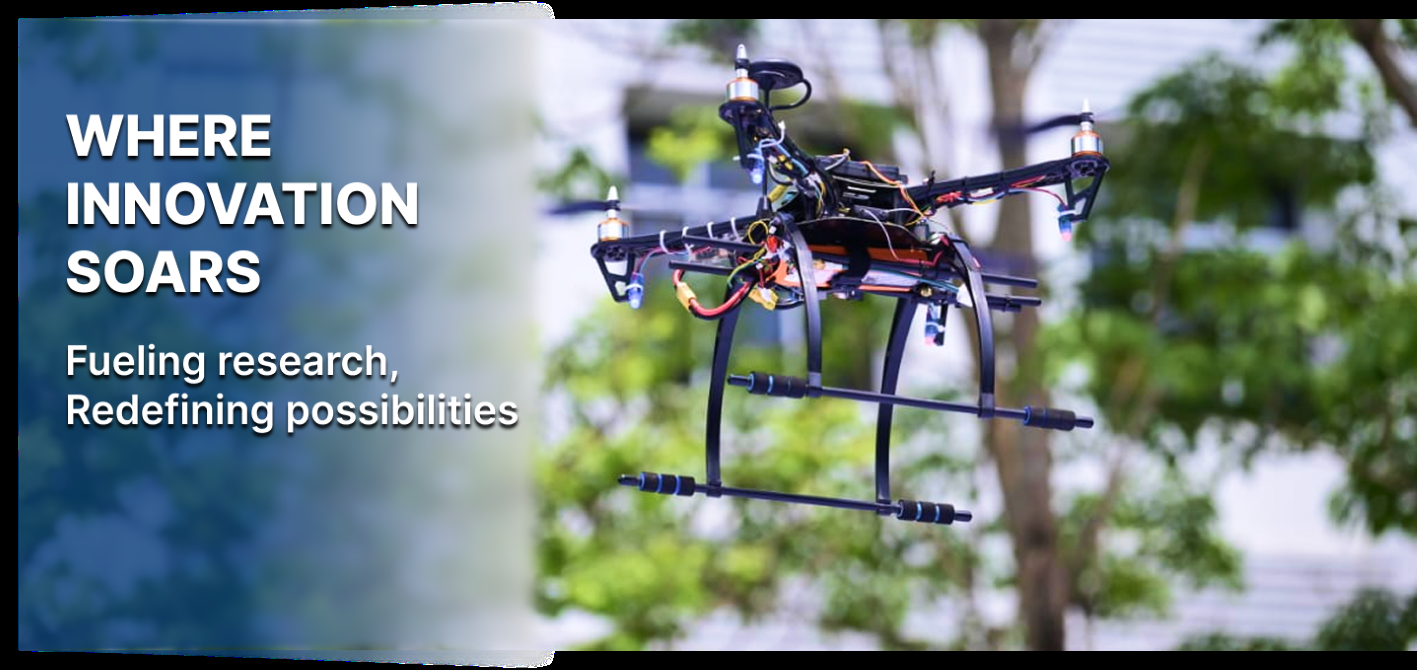 WHERE
INNOVATION
SOARS
Fueling research,
Redefining possibilities